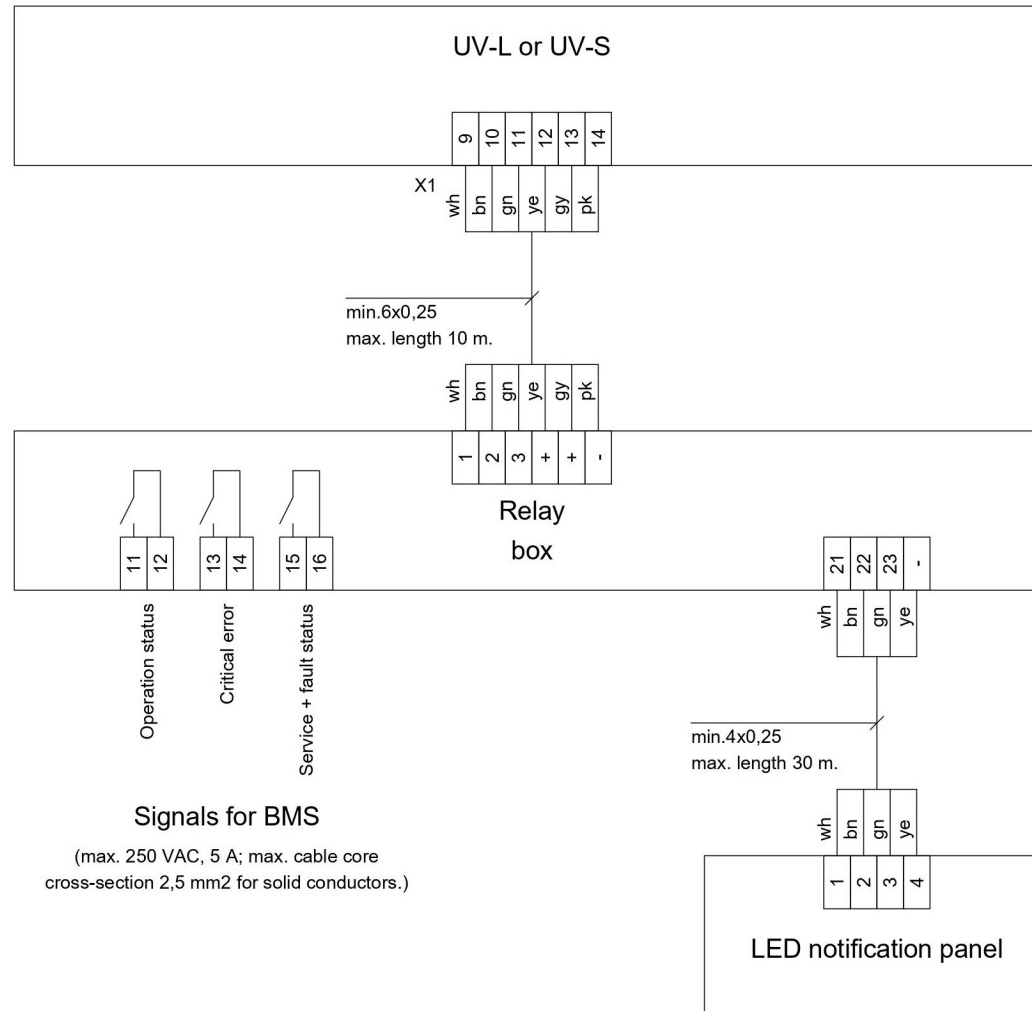 UV-L or UV-S
9 10 11 12 13 14
X1
wh bn gn ye gy pk
min.6x0,25
max. length 10 m.
wh bn gn ye gy pk
1 2 3 + + -
Relay
box
11 12 13 14 15 16
21 22 23 -
wh bn gn ye
Operation status
Critical error
Service + fault status
min.4x0,25
max. length 30 m.
Signals for BMS
(max. 250 VAC, 5 A; max. cable core
cross-section 2,5 mm2 for solid conductors.)
wh bn gn ye
1 2 3 4
LED notification panel